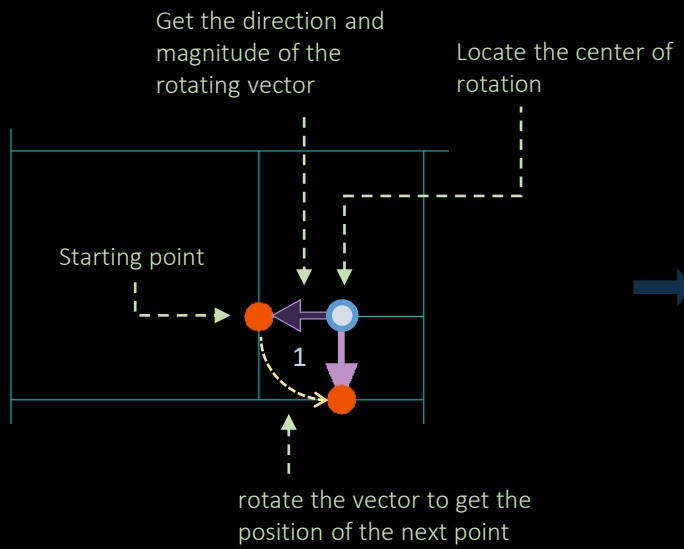 Get the direction and
magnitude of the
rotating vector
Locate the center of
rotation
Starting point
1
rotate the vector to get the
position of the next point